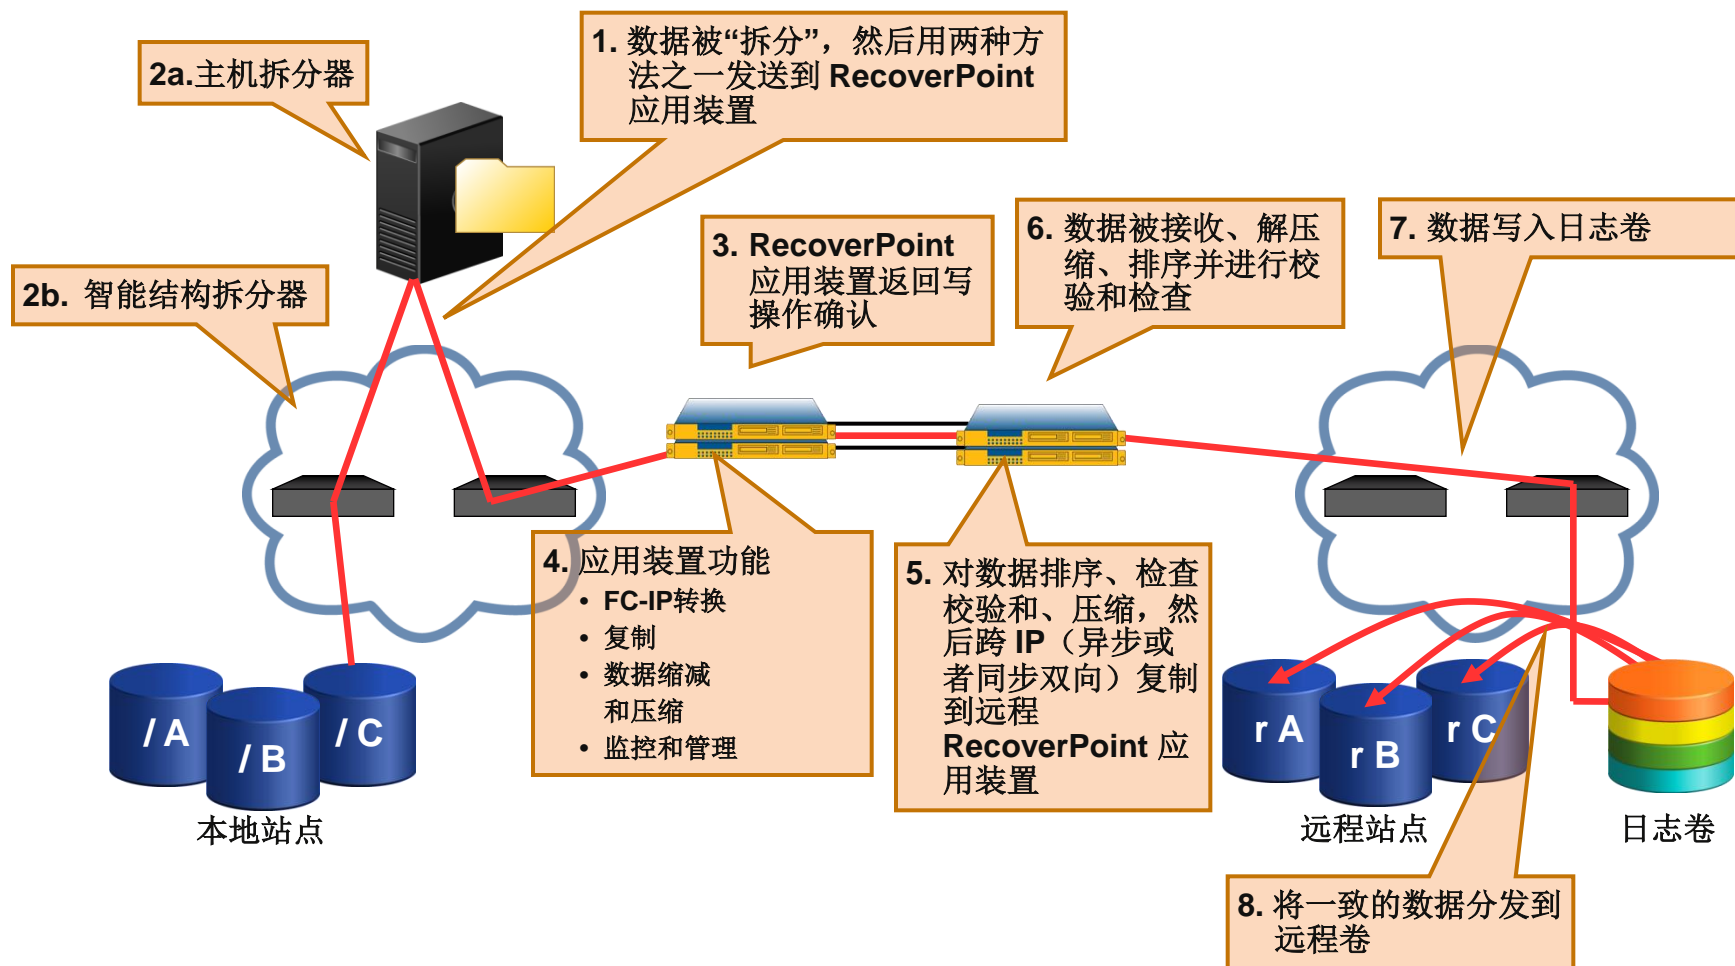 1. 数据被“拆分”，然后用两种方
法之一发送到 RecoverPoint
应用装置
2a.主机拆分器
2b. 智能结构拆分器
3. RecoverPoint
应用装置返回写
操作确认
4. 应用装置功能
• FC-IP转换
• 复制
• 数据缩减
和压缩
• 监控和管理
5. 对数据排序、检查
校验和、压缩，然
后跨 IP（异步或
者同步双向）复制
到远程
RecoverPoint 应
用装置
6. 数据被接收、解压
缩、排序并进行校
验和检查
7. 数据写入日志卷
8. 将一致的数据分发到
远程卷
/ A
/ B
/ C
本地站点
r A
r B
r C
远程站点
日志卷